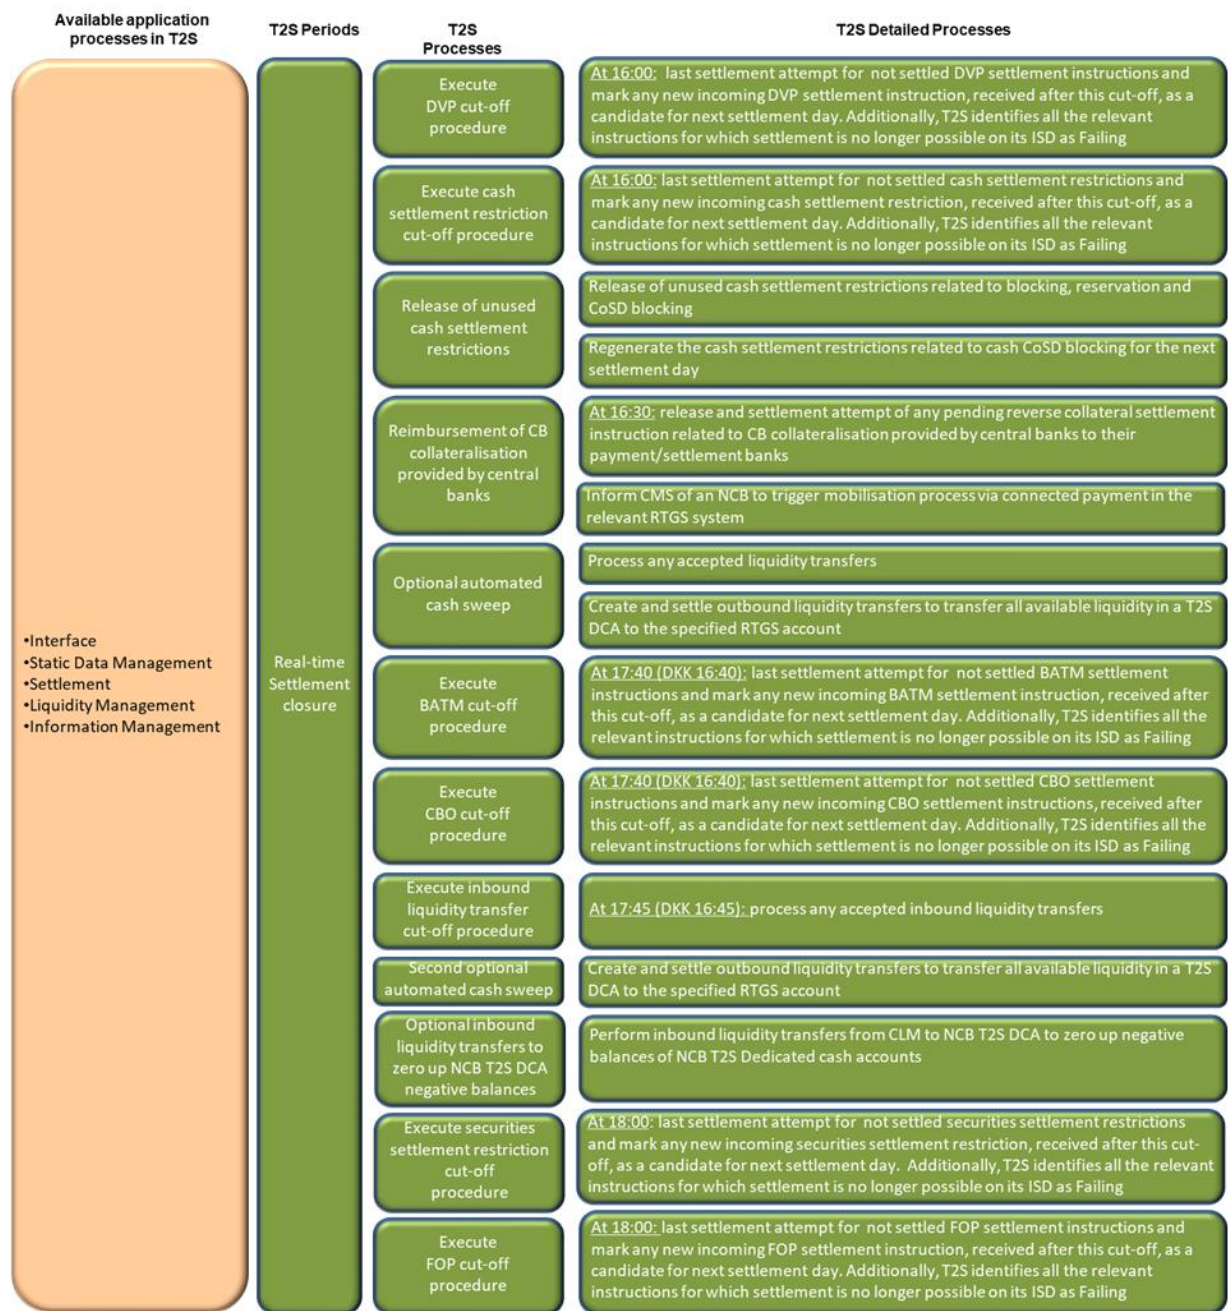 Available application
processes in T2S
T2S Periods
T2S
Processes
T2S Detailed Processes
•Interface
•Static Data Management
•Settlement
•Liquidity Management
•Information Management
Real-time
Settlement
closure
Execute
DVP cut-off
procedure
At 16:00: last settlement attempt for not settled DVP settlement instructions and
mark any new incoming DVP settlement instruction, received after this cut-off, as a
candidate for next settlement day. Additionally, T2S identifies all the relevant
instructions for which settlement is no longer possible on its ISD as Failing
Execute cash
settlement restriction
cut-off procedure
At 16:00: last settlement attempt for not settled cash settlement restrictions and
mark any new incoming cash settlement restriction, received after this cut-off, as a
candidate for next settlement day. Additionally, T2S identifies all the relevant
instructions for which settlement is no longer possible on its ISD as Failing
Release of unused
cash settlement
restrictions
Release of unused cash settlement restrictions related to blocking, reservation and
CoSD blocking
Regenerate the cash settlement restrictions related to cash CoSD blocking for the next
settlement day
Reimbursement of CB
collateralisation
provided by central
banks
At 16:30: release and settlement attempt of any pending reverse collateral settlement
instruction related to CB collateralisation provided by central banks to their
payment/settlement banks
Inform CMS of an NCB to trigger mobilisation process via connected payment in the
relevant RTGS system
Optional automated
cash sweep
Process any accepted liquidity transfers
Create and settle outbound liquidity transfers to transfer all available liquidity in a T2S
DCA to the specified RTGS account
Execute
BATM cut-off
procedure
At 17:40 (DKK 16:40): last settlement attempt for not settled BATM settlement
instructions and mark any new incoming BATM settlement instruction, received after
this cut-off, as a candidate for next settlement day. Additionally, T2S identifies all the
relevant instructions for which settlement is no longer possible on its ISD as Failing
Execute
CBO cut-off
procedure
At 17:40 (DKK 16:40): last settlement attempt for not settled CBO settlement
instructions and mark any new incoming CBO settlement instructions, received after
this cut-off, as a candidate for next settlement day. Additionally, T2S identifies all the
relevant instructions for which settlement is no longer possible on its ISD as Failing
Execute inbound
liquidity transfer
cut-off procedure
At 17:45 (DKK 16:45): process any accepted inbound liquidity transfers
Second optional
automated cash sweep
Create and settle outbound liquidity transfers to transfer all available liquidity in a T2S
DCA to the specified RTGS account
Optional inbound
liquidity transfers to
zero up NCB T2S DCA
negative balances
Perform inbound liquidity transfers from CLM to NCB T2S DCA to zero up negative
balances of NCB T2S Dedicated cash accounts
Execute securities
settlement restriction
cut-off
procedure
At 18:00: last settlement attempt for not settled securities settlement restrictions
and mark any new incoming securities settlement restriction, received after this cut-
off, as a candidate for next settlement day. Additionally, T2S identifies all the relevant
instructions for which settlement is no longer possible on its ISD as Failing
Execute
FOP cut-off
procedure
At 18:00: last settlement attempt for not settled FOP settlement instructions and
mark any new incoming FOP settlement instruction, received after this cut-off, as a
candidate for next settlement day. Additionally, T2S identifies all the relevant
instructions for which settlement is no longer possible on its ISD as Failing